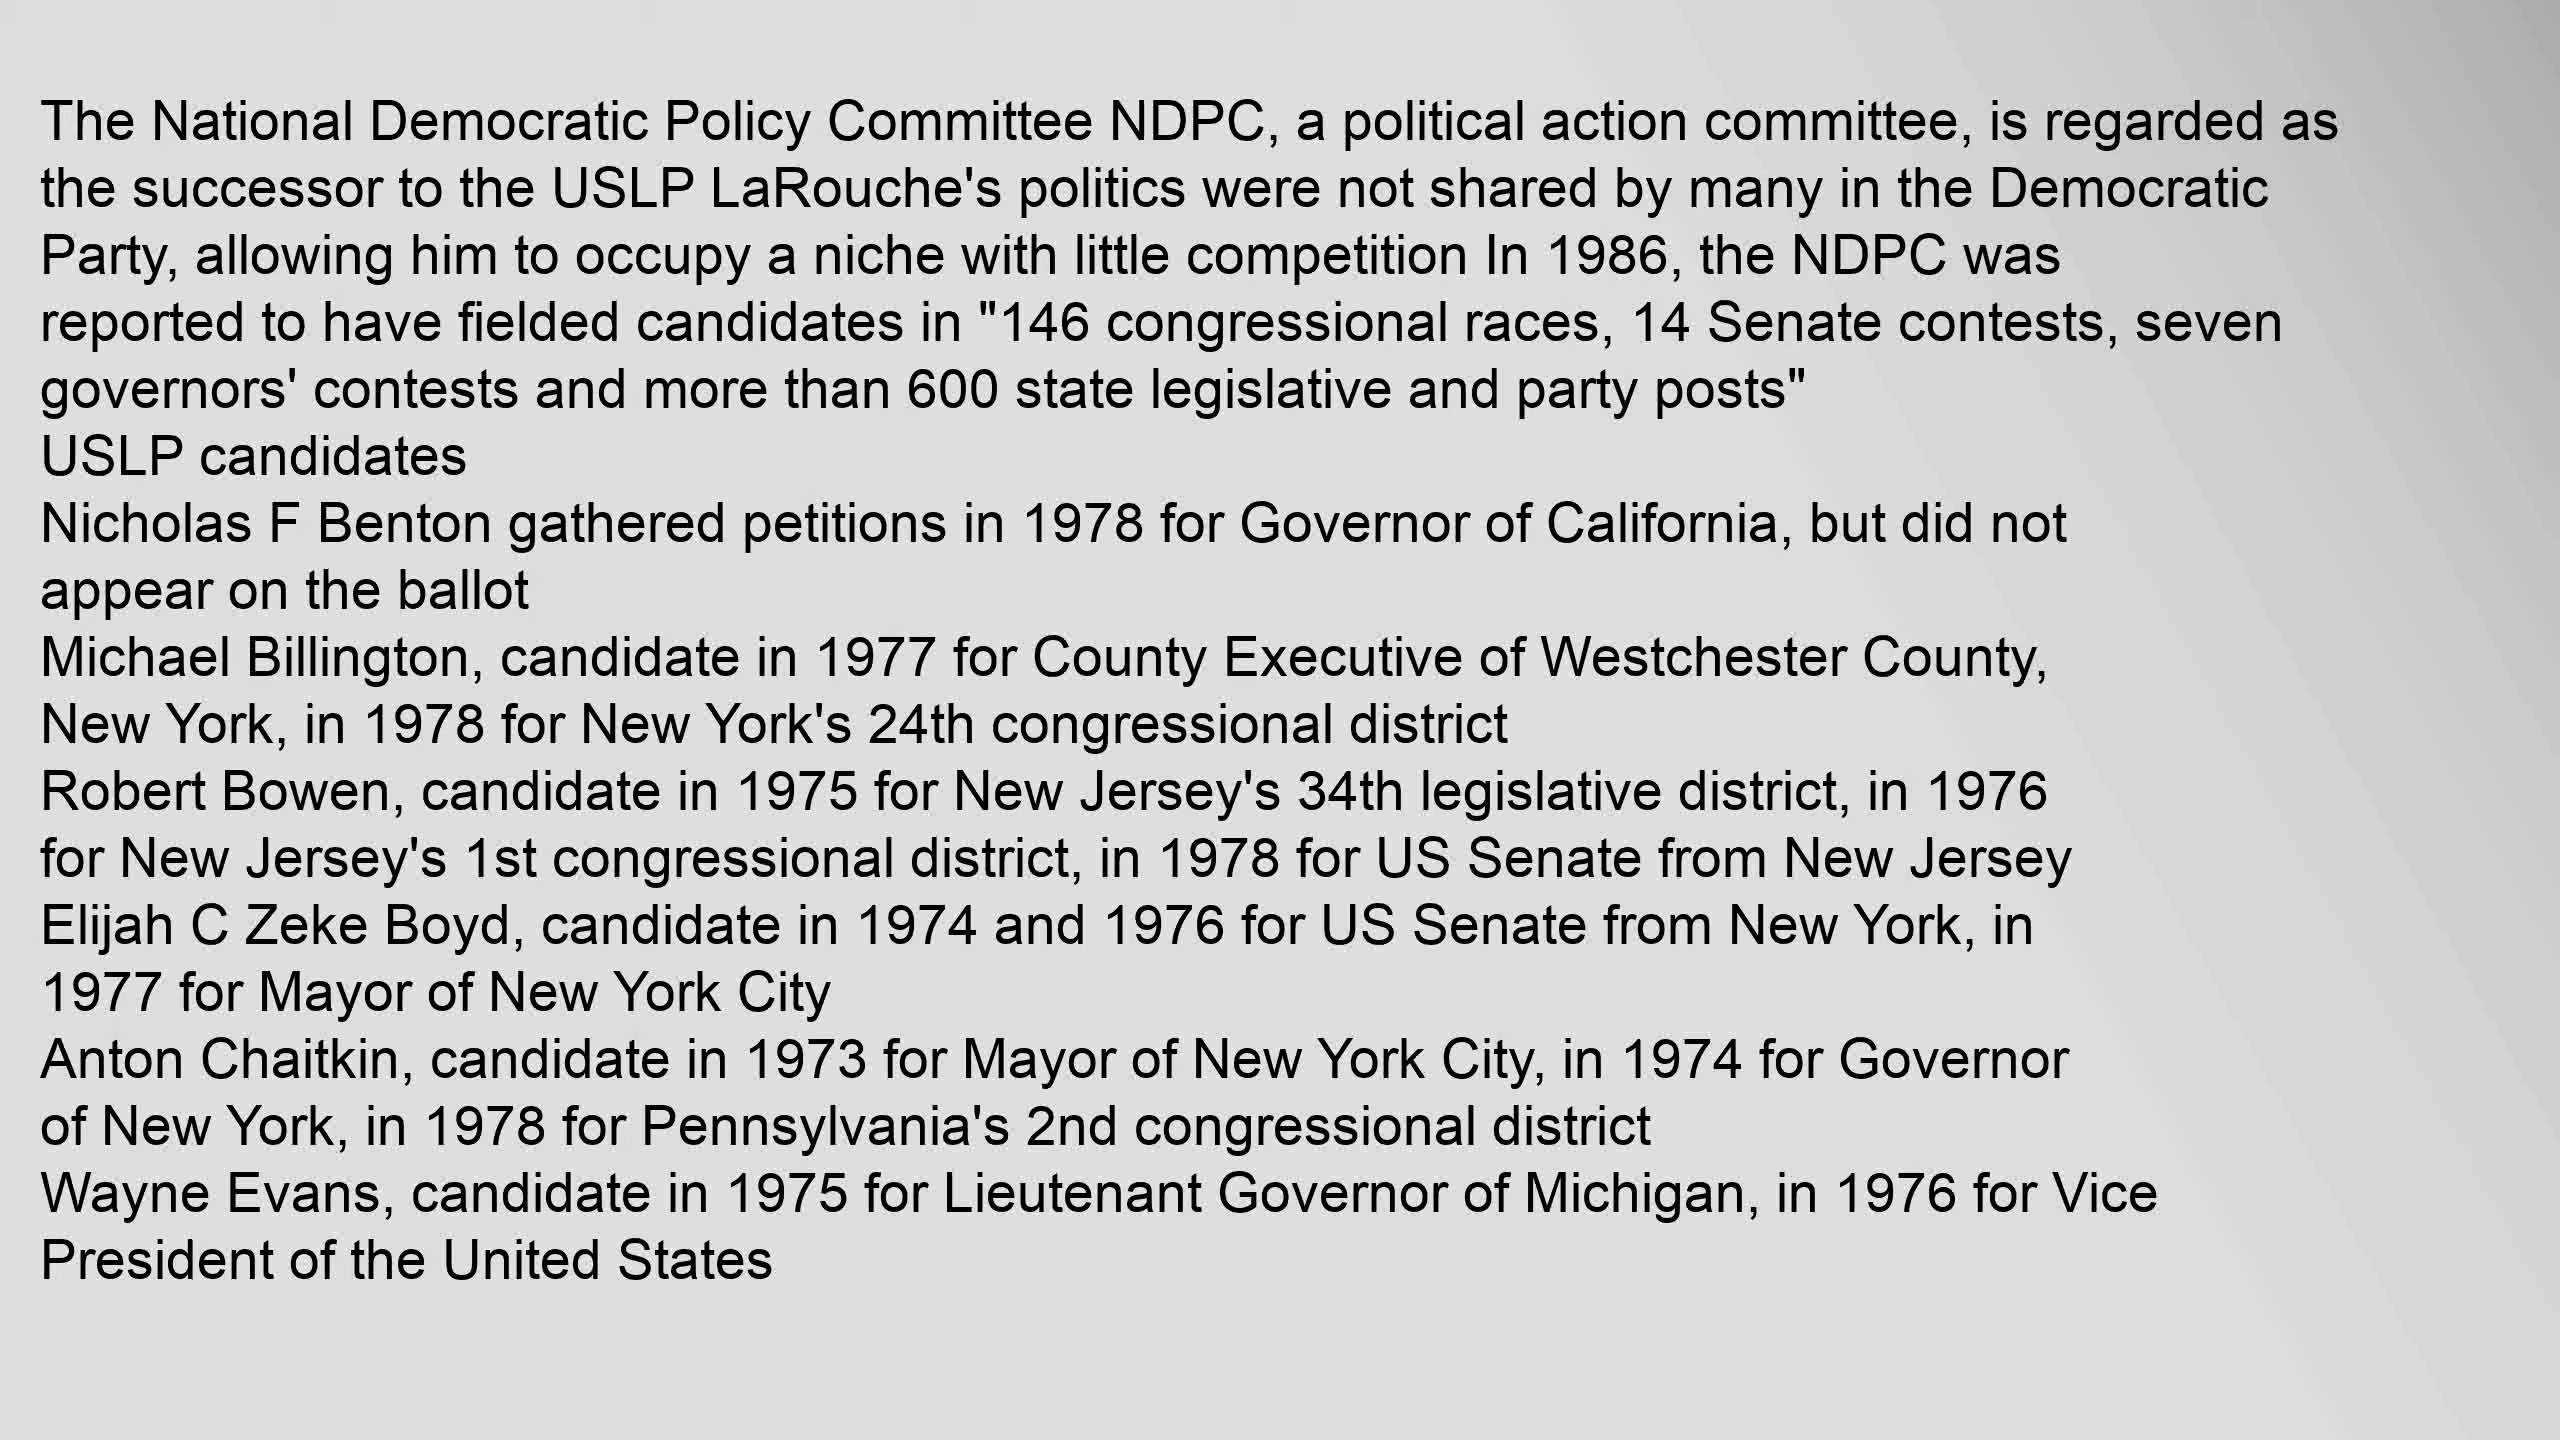 The National Democratic Policy Committee NDPC, a political action committee, is regarded as
the successor to the USLP LaRouche's politics were not shared by many in the Democratic
Party, allowing him to occupy a niche with little competition In 1986, the NDPC was
reported to have fielded candidates in "146 congressional races, 14 Senate contests, seven
governors' contests and more than 600 state legislative and party posts"
USLP candidates
Nicholas F Benton gathered petitions in 1978 for Governor of California, but did not
appear on the ballot
Michael Billington, candidate in 1977 for County Executive of Westchester County,
New York, in 1978 for New York's 24th congressional district
Robert Bowen, candidate in 1975 for New Jersey's 34th legislative district, in 1976
for New Jersey's 1st congressional district, in 1978 for US Senate from New Jersey
Elijah C Zeke Boyd, candidate in 1974 and 1976 for US Senate from New York, in
1977 for Mayor of New York City
Anton Chaitkin, candidate in 1973 for Mayor of New York City, in 1974 for Governor
of New York, in 1978 for Pennsylvania's 2nd congressional district
Wayne Evans, candidate in 1975 for Lieutenant Governor of Michigan, in 1976 for Vice
President of the United States